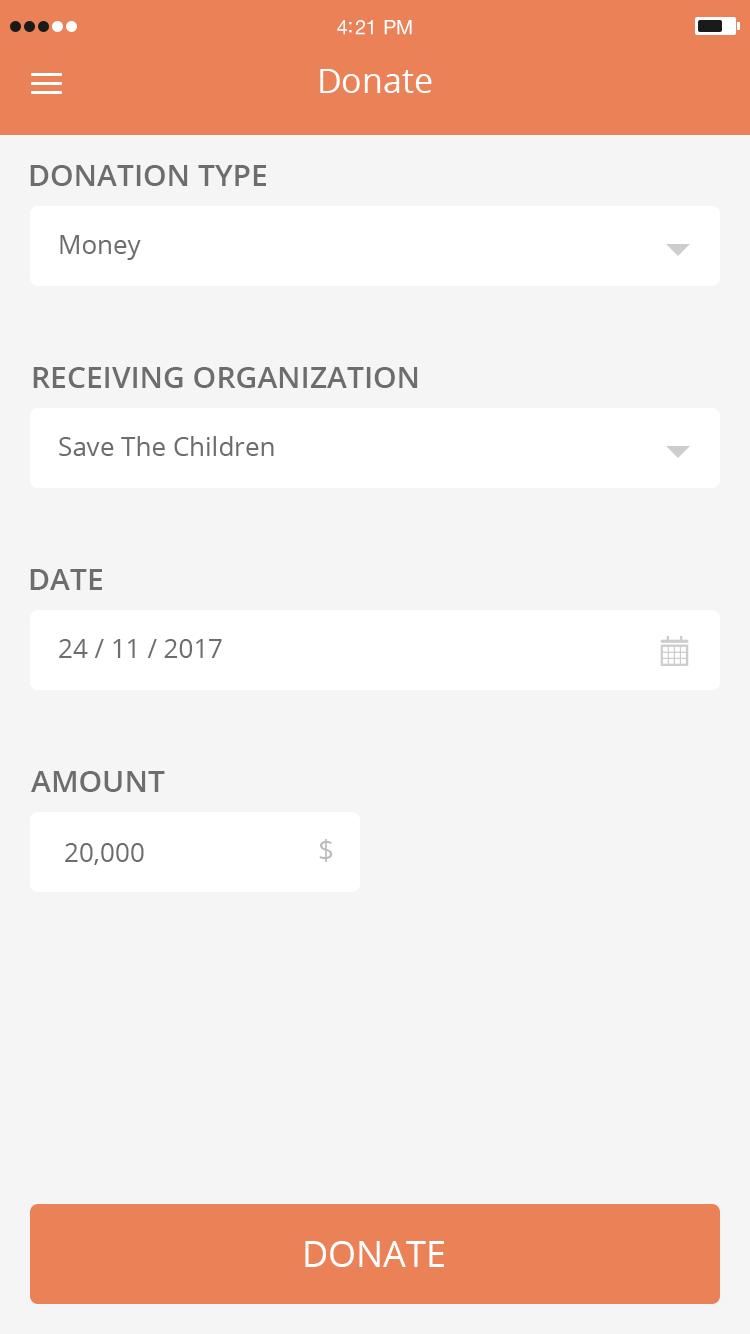 4:21 PM
Donate
DONATION TYPE
Money
RECEIVING ORGANIZATION
Save The Children
DATE
24 / 11 / 2017
AMOUNT
20,000 $
DONATE